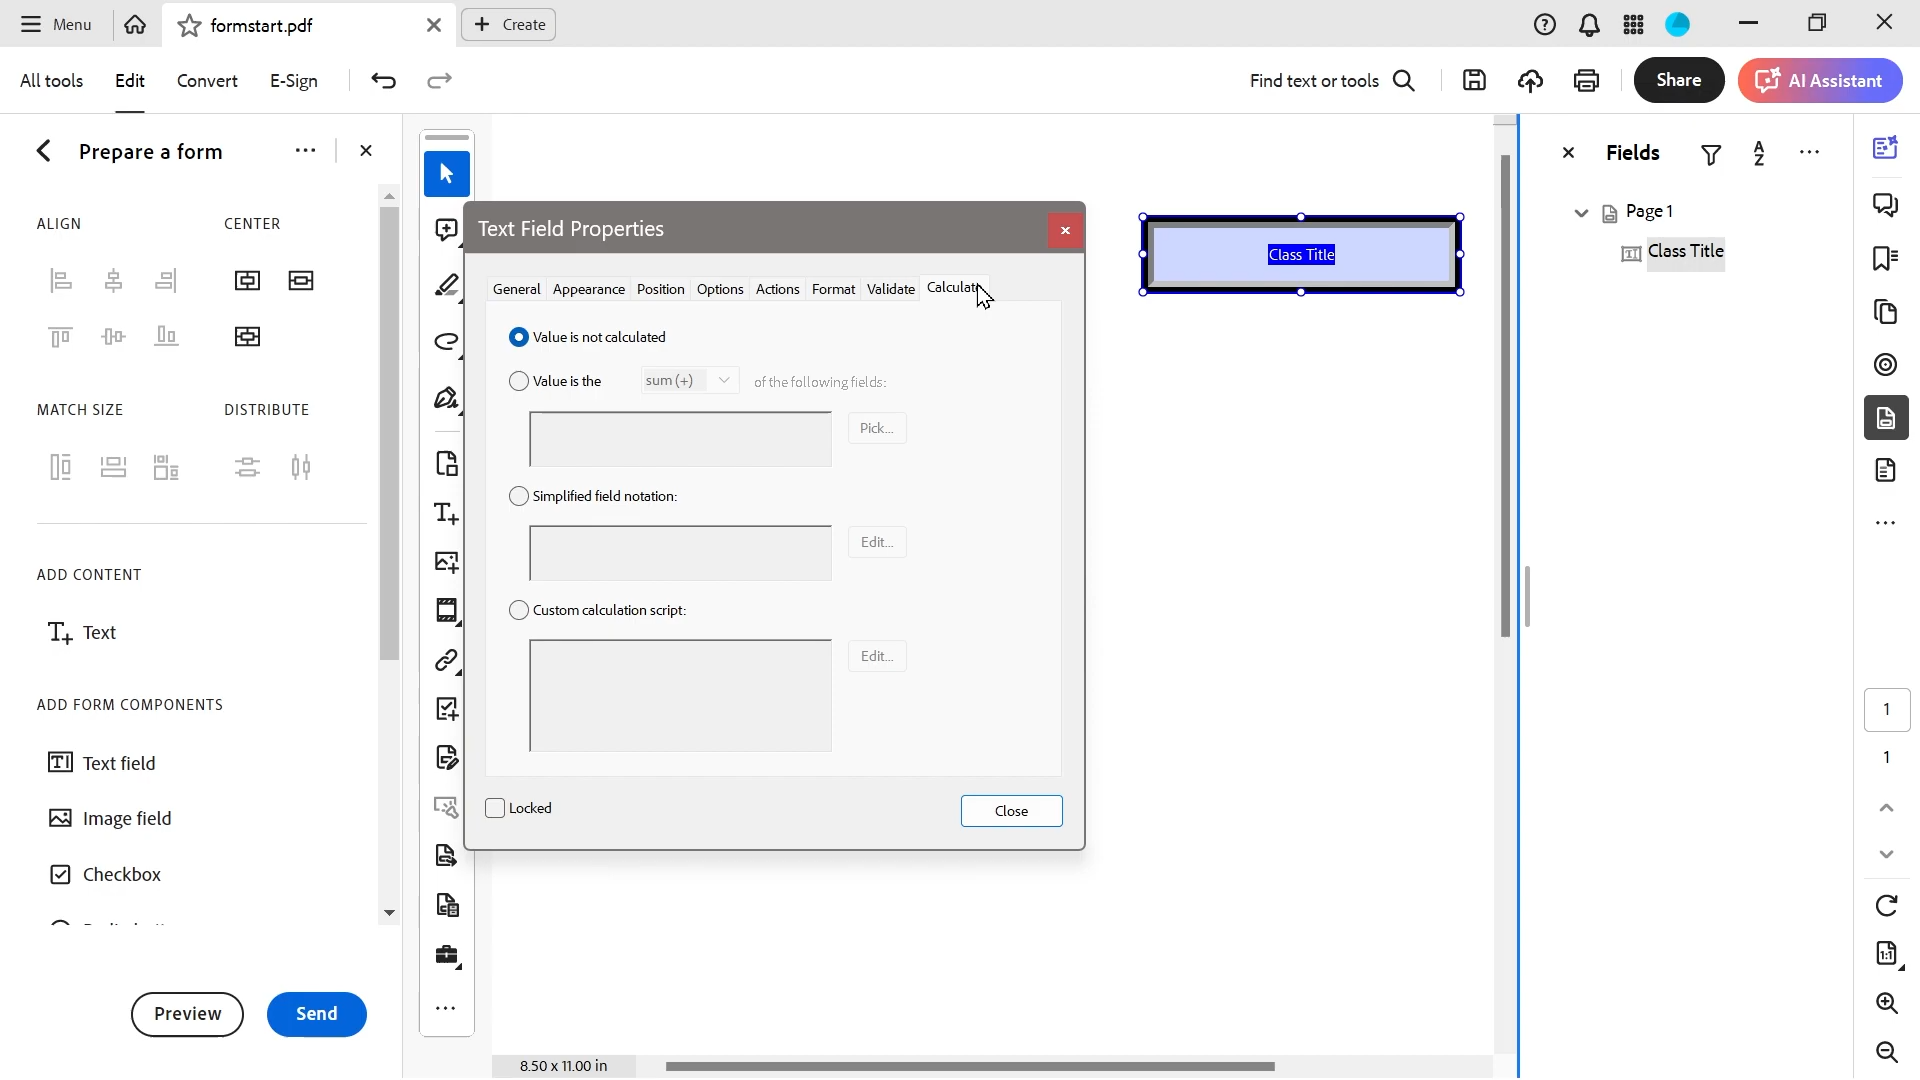 Menu
formstart.pdf
Create
All tools
Edit
Convert
E-Sign
Find text or tools
Share
AI Assistant
Prepare a form
ALIGN
CENTER
MATCH SIZE
DISTRIBUTE
ADD CONTENT
Text
ADD FORM COMPONENTS
Text field
Image field
Checkbox
Preview
Send
Text Field Properties
General
Appearance
Position
Options
Actions
Format
Validate
Calculate
Value is not calculated
Value is the
sum (+)
of the following fields:
Pick...
Simplified field notation:
Edit...
Custom calculation script:
Edit...
Locked
Close
Class Title
8.50 x 11.00 in
Fields
A
Z
Page 1
Class Title
1
1
1:1